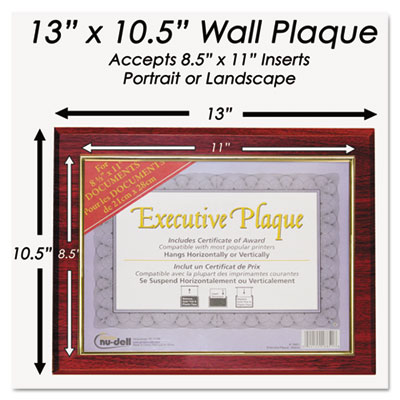 13" x 10.5" Wall Plaque
Accepts 8.5" x 11" Inserts
Portrait or Landscape
13"
11"
10.5"
8.5"
For
8 ½" x 11"
DOCUMENTS
Pour les DOCUMENTS
de 21cm x 28cm
Executive Plaque
Includes Certificate of Award
Compatible with most popular printers
Hangs Horizontally or Vertically
Inclut un Certificat de Prix
Compatible avec la plupart des imprimantes courantes
Se Suspend Horizontalement ou Verticalement
nu-dell